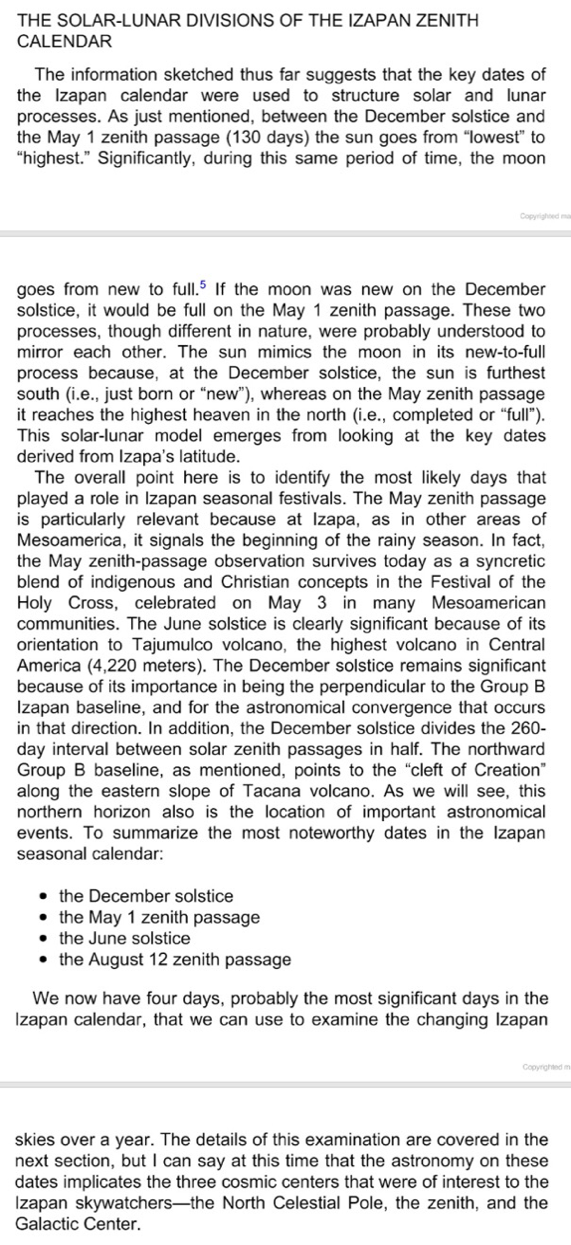 THE SOLAR-LUNAR DIVISIONS OF THE IZAPAN ZENITH
CALENDAR
The information sketched thus far suggests that the key dates of
the Izapan calendar were used to structure solar and lunar
processes. As just mentioned, between the December solstice and
the May 1 zenith passage (130 days) the sun goes from “lowest” to
“highest.” Significantly, during this same period of time, the moon
Copyrighted ma
goes from new to full.5 If the moon was new on the December
solstice, it would be full on the May 1 zenith passage. These two
processes, though different in nature, were probably understood to
mirror each other. The sun mimics the moon in its new-to-full
process because, at the December solstice, the sun is furthest
south (i.e., just born or “new”), whereas on the May zenith passage
it reaches the highest heaven in the north (i.e., completed or “full”).
This solar-lunar model emerges from looking at the key dates
derived from Izapa’s latitude.
The overall point here is to identify the most likely days that
played a role in Izapan seasonal festivals. The May zenith passage
is particularly relevant because at Izapa, as in other areas of
Mesoamerica, it signals the beginning of the rainy season. In fact,
the May zenith-passage observation survives today as a syncretic
blend of indigenous and Christian concepts in the Festival of the
Holy Cross, celebrated on May 3 in many Mesoamerican
communities. The June solstice is clearly significant because of its
orientation to Tajumulco volcano, the highest volcano in Central
America (4,220 meters). The December solstice remains significant
because of its importance in being the perpendicular to the Group B
Izapan baseline, and for the astronomical convergence that occurs
in that direction. In addition, the December solstice divides the 260-
day interval between solar zenith passages in half. The northward
Group B baseline, as mentioned, points to the “cleft of Creation”
along the eastern slope of Tacana volcano. As we will see, this
northern horizon also is the location of important astronomical
events. To summarize the most noteworthy dates in the Izapan
seasonal calendar:
• the December solstice
• the May 1 zenith passage
• the June solstice
• the August 12 zenith passage
We now have four days, probably the most significant days in the
Izapan calendar, that we can use to examine the changing Izapan
Copyrighted m
skies over a year. The details of this examination are covered in the
next section, but I can say at this time that the astronomy on these
dates implicates the three cosmic centers that were of interest to the
Izapan skywatchers—the North Celestial Pole, the zenith, and the
Galactic Center.